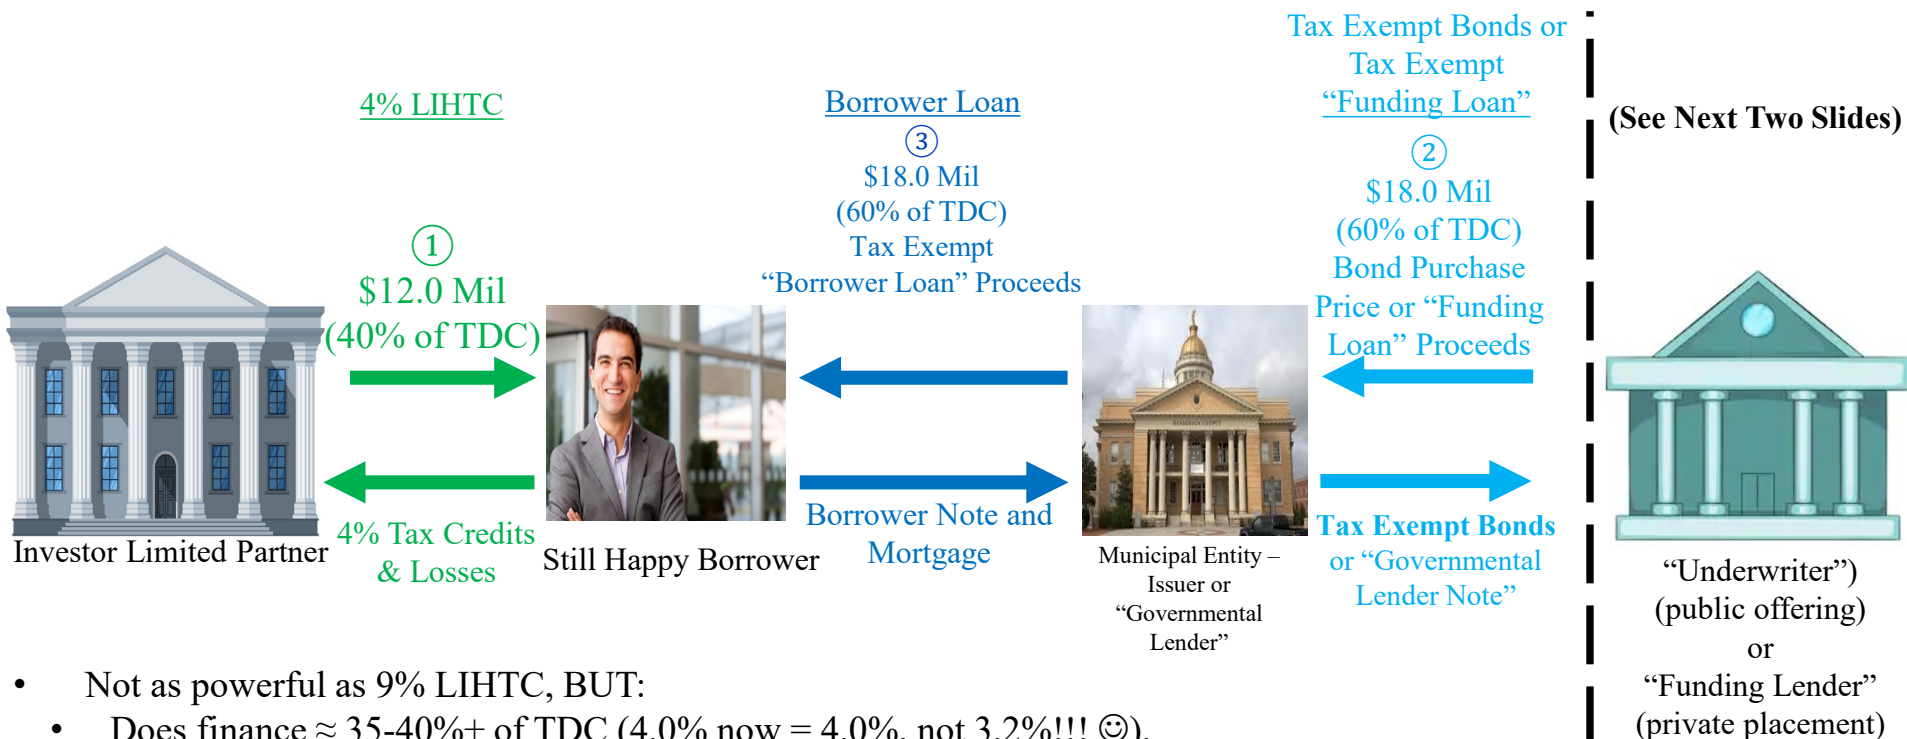 4% LIHTC
①
$12.0 Mil
(40% of TDC)
4% Tax Credits
& Losses
Investor Limited Partner
Still Happy Borrower
Borrower Loan
③
$18.0 Mil
(60% of TDC)
Tax Exempt
“Borrower Loan” Proceeds
Borrower Note and
Mortgage
HENDERSON COUNTY
Municipal Entity –
Issuer or
“Governmental
Lender”
Tax Exempt Bonds or
Tax Exempt
“Funding Loan”
②
$18.0 Mil
(60% of TDC)
Bond Purchase
Price or “Funding
Loan” Proceeds
Tax Exempt Bonds
or “Governmental
Lender Note”
(See Next Two Slides)
“Underwriter”)
(public offering)
or
“Funding Lender”
(private placement)
• Not as powerful as 9% LIHTC, BUT:
• Does finance ≈ 35-40%+ of TDC (4.0% now = 4.0%, not 3.2%!!! ☺).